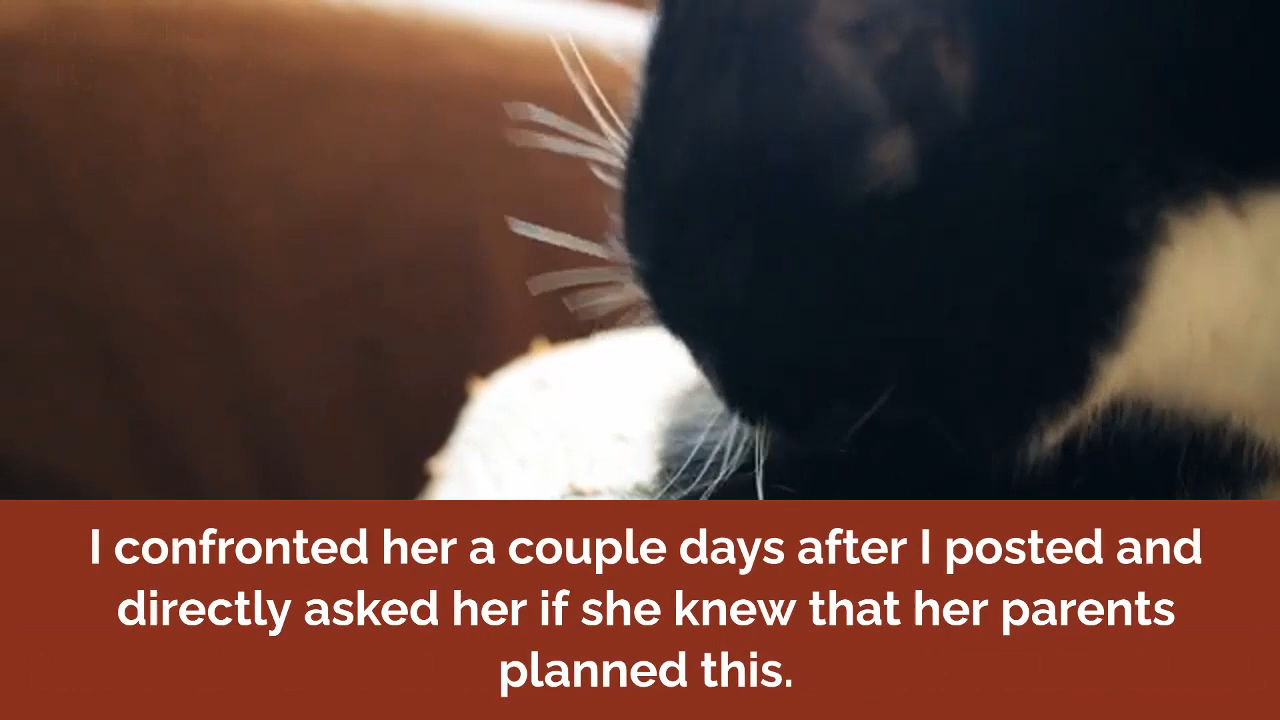 I confronted her a couple days after I posted and
directly asked her if she knew that her parents
planned this.